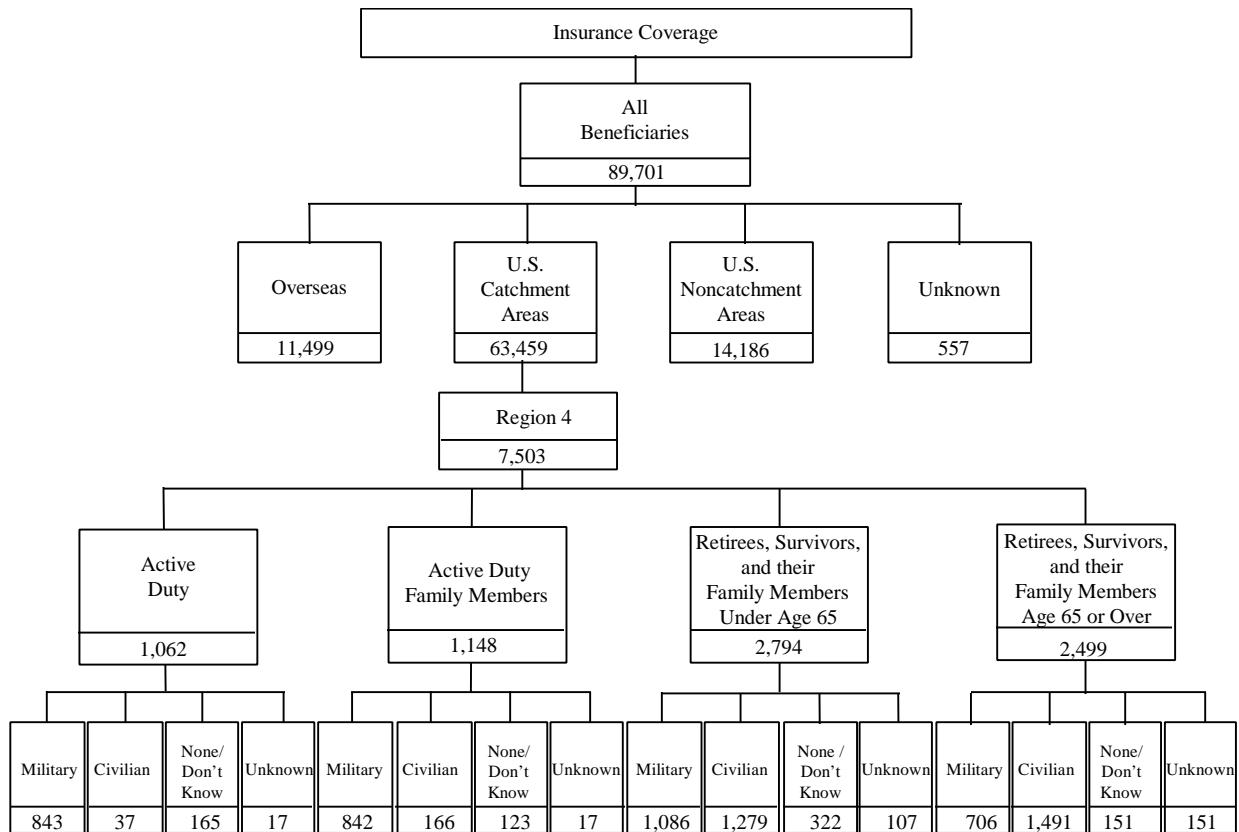 Insurance Coverage
All
Beneficiaries
89,701
Overseas
11,499
U.S.
Catchment
Areas
63,459
U.S.
Noncatchment
Areas
14,186
Unknown
557
Region 4
7,503
Active
Duty
1,062
Active Duty
Family Members
1,148
Retirees, Survivors,
and their
Family Members
Under Age 65
2,794
Retirees, Survivors,
and their
Family Members
Age 65 or Over
2,499
Military
843
Civilian
37
None/
Don't
Know
165
Unknown
17
Military
842
Civilian
166
None/
Don't
Know
123
Unknown
17
Military
1,086
Civilian
1,279
None /
Don't
Know
322
Unknown
107
Military
706
Civilian
1,491
None/
Don't
Know
151
Unknown
151